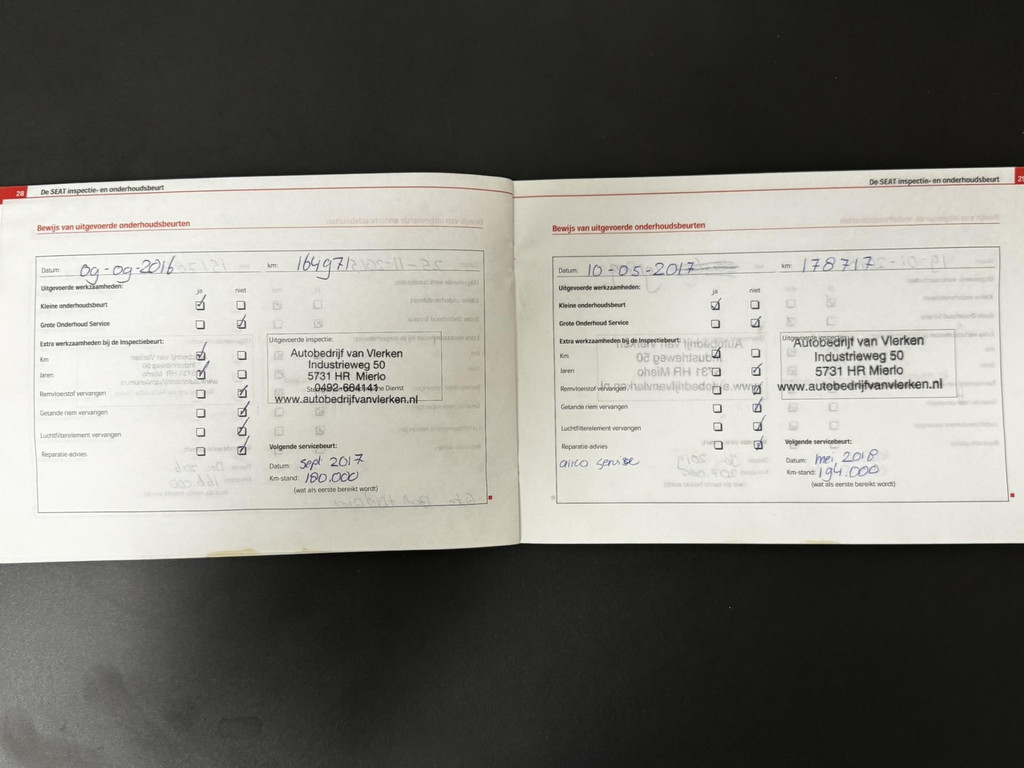 28 De SEAT inspectie- en onderhoudsbeurt
Bewijs van uitgevoerde onderhoudsbeurten
Datum: 09-09-2016 km: 164971
Uitgevoerde werkzaamheden: ja niet
Kleine onderhoudsbeurt
Grote Onderhoud Service
Extra werkzaamheden bij de Inspectiebeurt:
Km
Jaren
Remvloeistof vervangen
Getande riem vervangen
Luchtfilterelement vervangen
Reparatie-advies
Uitgevoerde inspectie:
Autobedrijf van Vlerken
Industrieweg 50
5731 HR Mierlo
0492-664141
Dienst
www.autobedrijfvanvlerken.nl
Volgende servicebeurt:
Datum: Sept 2017
Km-stand: 180.000
(wat als eerste bereikt wordt)
De SEAT inspectie- en onderhoudsbeurt 29
Bewijs van uitgevoerde onderhoudsbeurten
Datum: 10-05-2017 km: 178717
Uitgevoerde werkzaamheden: ja niet
Kleine onderhoudsbeurt
Grote Onderhoud Service
Extra werkzaamheden bij de Inspectiebeurt:
Km
Jaren
Remvloeistof vervangen
Getande riem vervangen
Luchtfilterelement vervangen
Reparatie-advies
airco servise
Autobedrijf van Vlerken
Industrieweg 50
5731 HR Mierlo
www.autobedrijfvanvlerken.nl
Volgende servicebeurt:
Datum: mei, 2018
Km-stand: 194.000
(wat als eerste bereikt wordt)